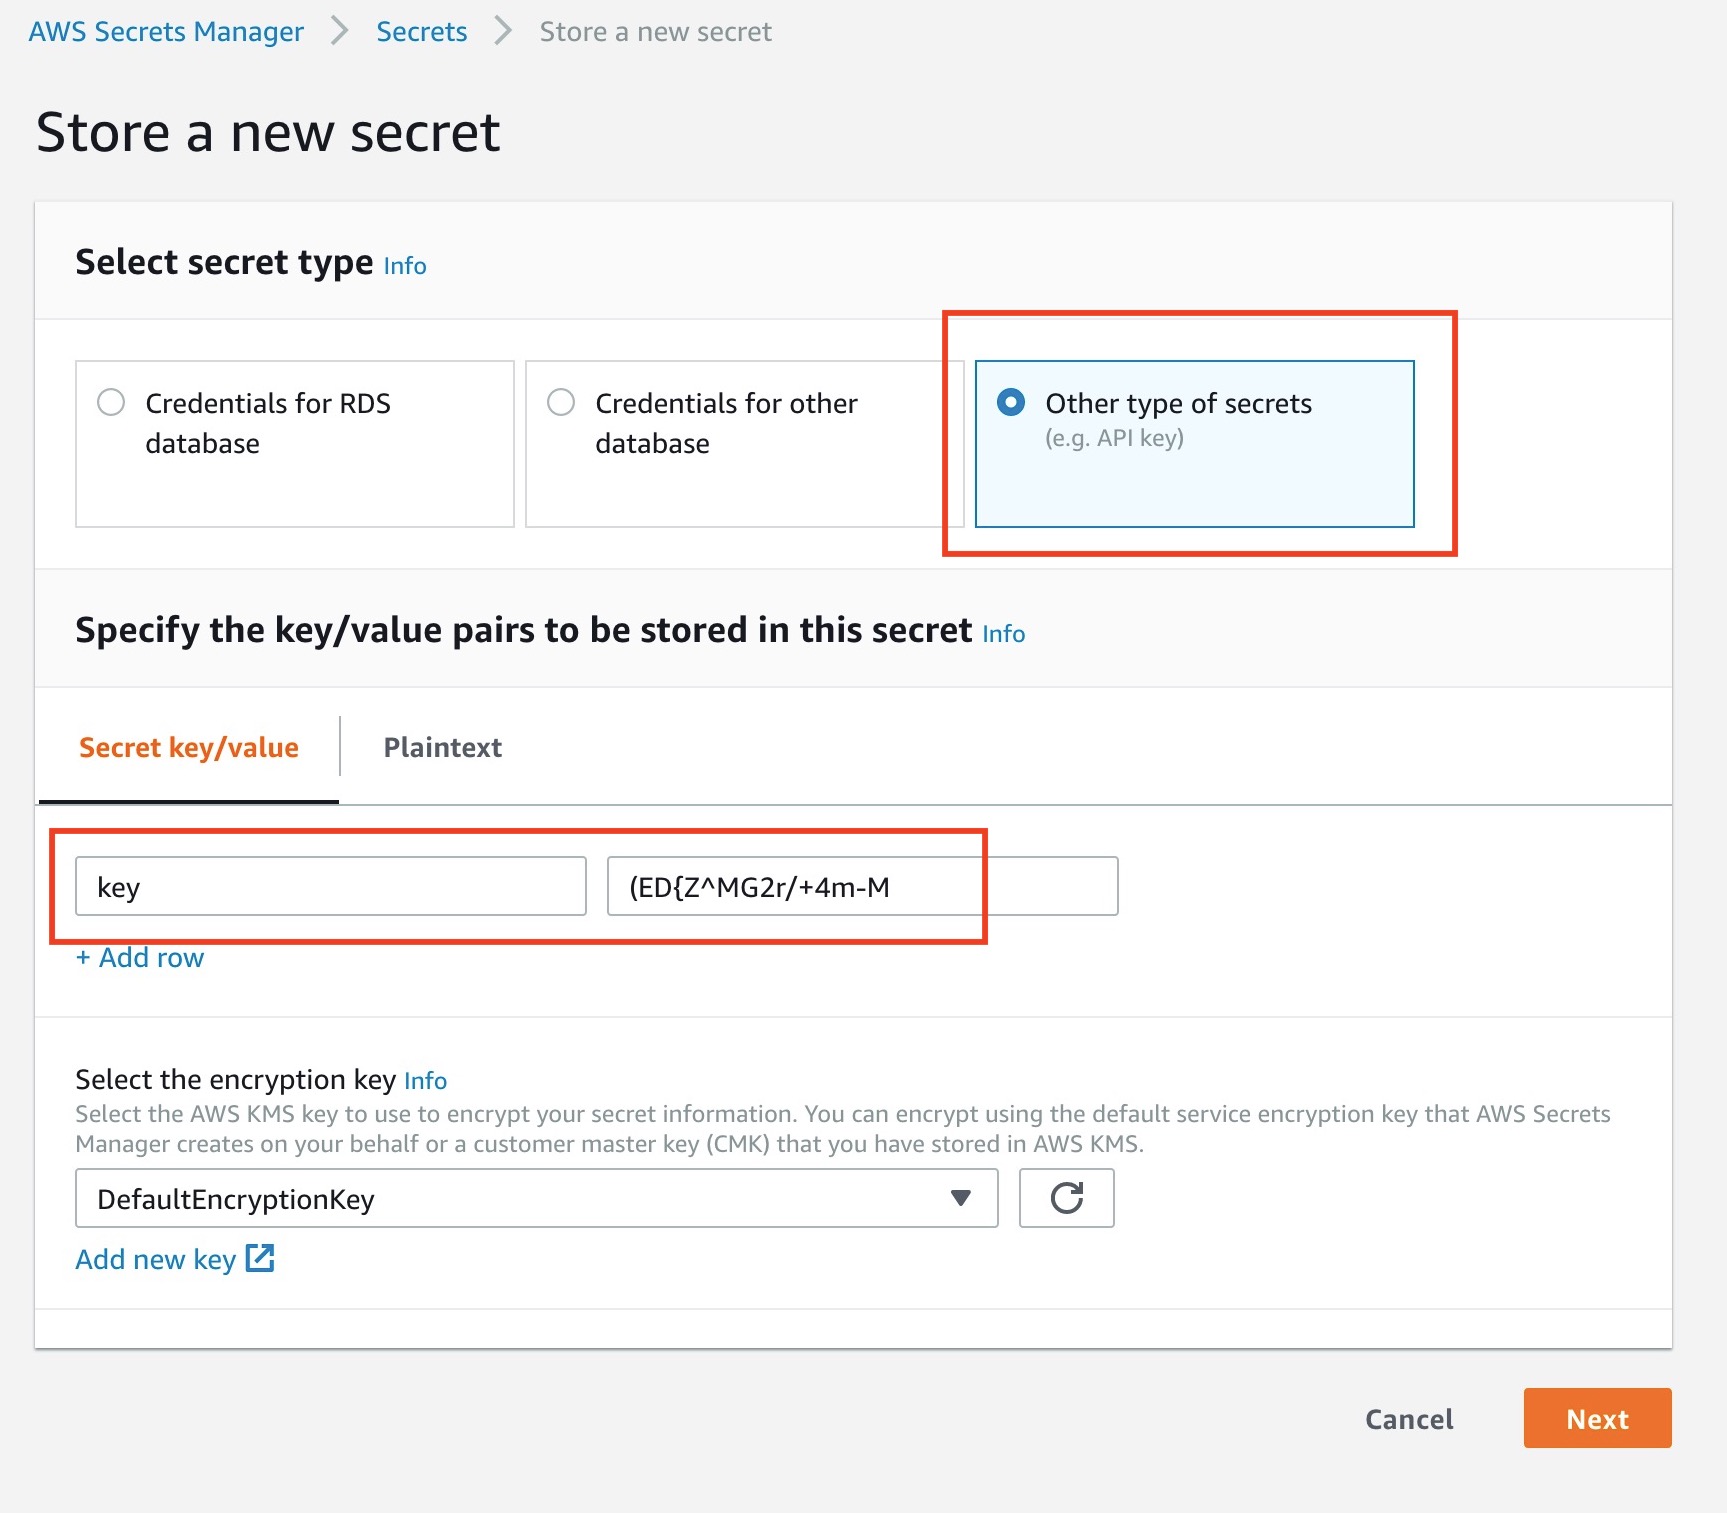 AWS Secrets Manager > Secrets > Store a new secret
Store a new secret
Select secret type Info
Credentials for RDS
database
Credentials for other
database
Other type of secrets
(e.g. API key)
Specify the key/value pairs to be stored in this secret Info
Secret key/value
Plaintext
key
(ED{Z^MG2r/+4m-M
+ Add row
Select the encryption key Info
Select the AWS KMS key to use to encrypt your secret information. You can encrypt using the default service encryption key that AWS Secrets
Manager creates on your behalf or a customer master key (CMK) that you have stored in AWS KMS.
DefaultEncryptionKey
Add new key
Cancel
Next